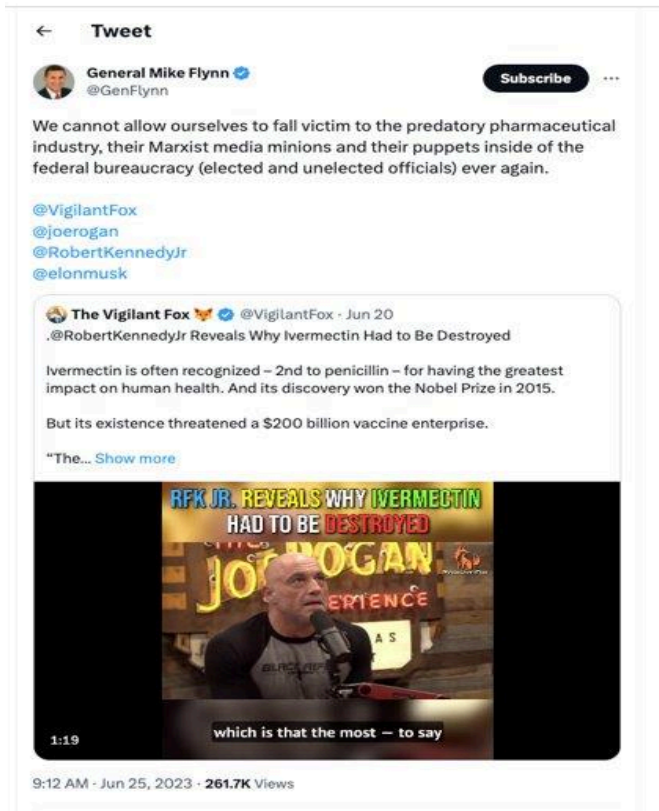 Tweet
General Mike Flynn
@GenFlynn
Subscribe
We cannot allow ourselves to fall victim to the predatory pharmaceutical
industry, their Marxist media minions and their puppets inside of the
federal bureaucracy (elected and unelected officials) ever again.
@VigilantFox
@joerogan
@RobertKennedyJr
@elonmusk
The Vigilant Fox @VigilantFox · Jun 20
.@RobertKennedyJr Reveals Why Ivermectin Had to Be Destroyed
Ivermectin is often recognized – 2nd to penicillin – for having the greatest
impact on human health. And its discovery won the Nobel Prize in 2015.
But its existence threatened a $200 billion vaccine enterprise.
"The... Show more
RFK JR. REVEALS WHY IVERMECTIN
HAD TO BE DESTROYED
THE
JOE ROGAN
ERIENCE
A S
which is that the most — to say
1:19
9:12 AM · Jun 25, 2023 · 261.7K Views